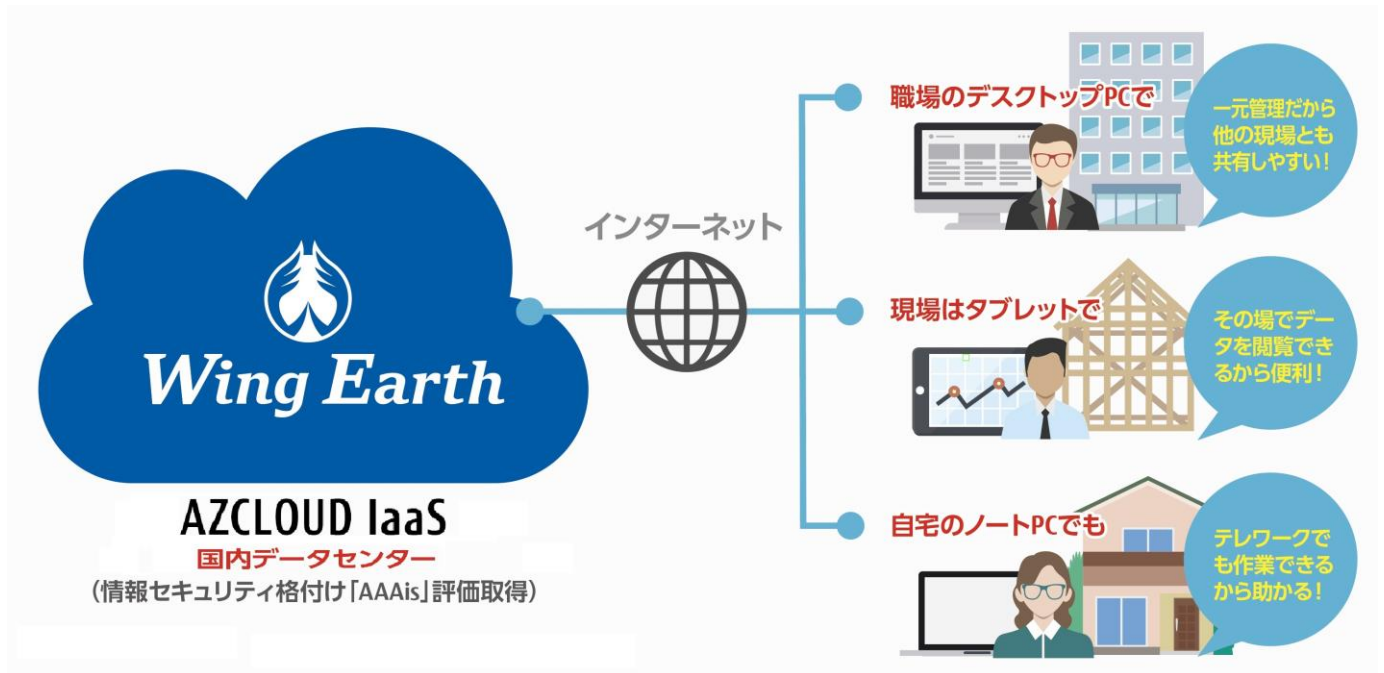 Wing Earth
AZCLOUD IaaS
国内データセンター
（情報セキュリティ格付け「AAAis」評価取得）
インターネット
職場のデスクトップPCで
一元管理だから
他の現場とも
共有しやすい！
現場はタブレットで
その場でデー
タを閲覧でき
るから便利！
自宅のノートPCでも
テレワークで
も作業できる
から助かる！